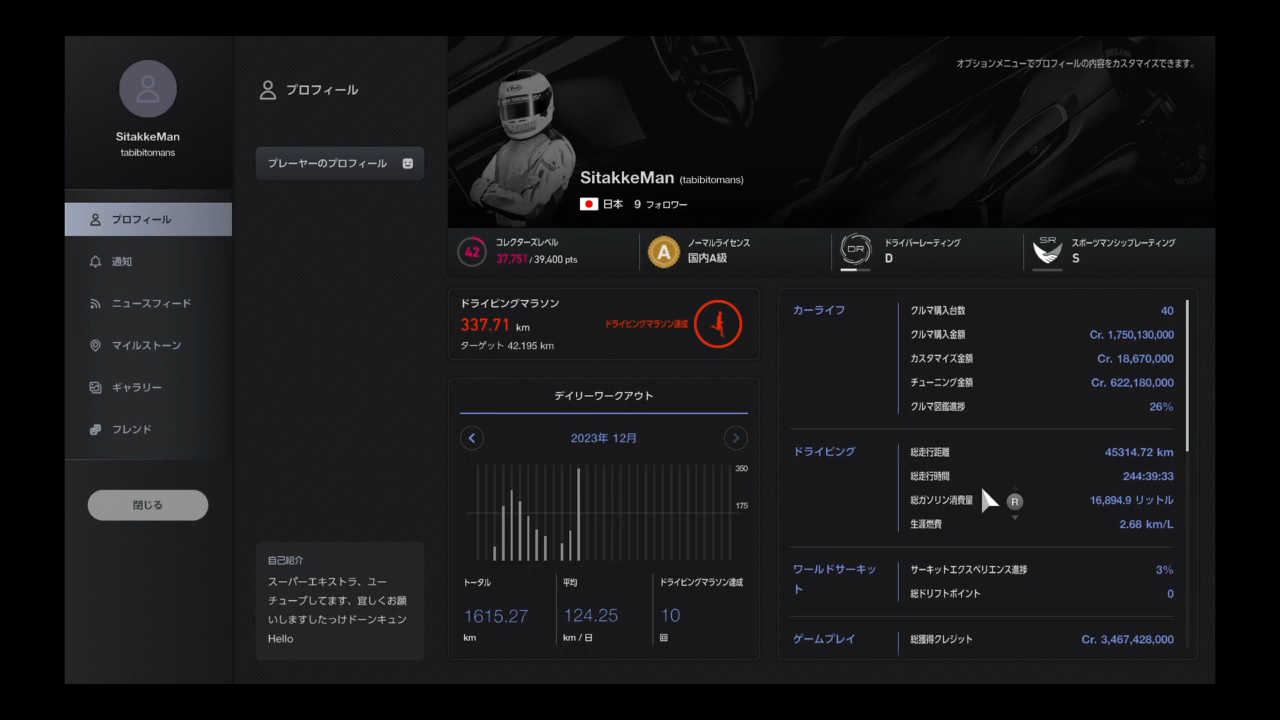 SitakkeMan
tabibitomans
プロフィール
通知
ニュースフィード
マイルストーン
ギャラリー
フレンド
閉じる
プロフィール
プレーヤーのプロフィール
自己紹介
スーパーエキストラ、ユー
チューブしてます、宜しくお願
いしますしたっけドーンキュン
Hello
オプションメニューでプロフィールの内容をカスタマイズできます。
SitakkeMan (tabibitomans)
日本 9 フォロワー
42 コレクターズレベル
37,751 / 39,400 pts
A ノーマルライセンス
国内A級
DR ドライバーレーティング
D
SR スポーツマンシップレーティング
S
ドライビングマラソン
337.71 km
ドライビングマラソン達成
ターゲット 42.195 km
デイリーワークアウト
2023年 12月
350
175
トータル
1615.27
km
平均
124.25
km / 日
ドライビングマラソン達成
10
回
カーライフ
クルマ購入台数 40
クルマ購入金額 Cr. 1,750,130,000
カスタマイズ金額 Cr. 18,670,000
チューニング金額 Cr. 622,180,000
クルマ図鑑進捗 26%
ドライビング
総走行距離 45314.72 km
総走行時間 244:39:33
総ガソリン消費量 R 16,894.9 リットル
生涯燃費 2.68 km/L
ワールドサーキッ
ト
サーキットエクスペリエンス進捗 3%
総ドリフトポイント 0
ゲームプレイ
総獲得クレジット Cr. 3,467,428,000